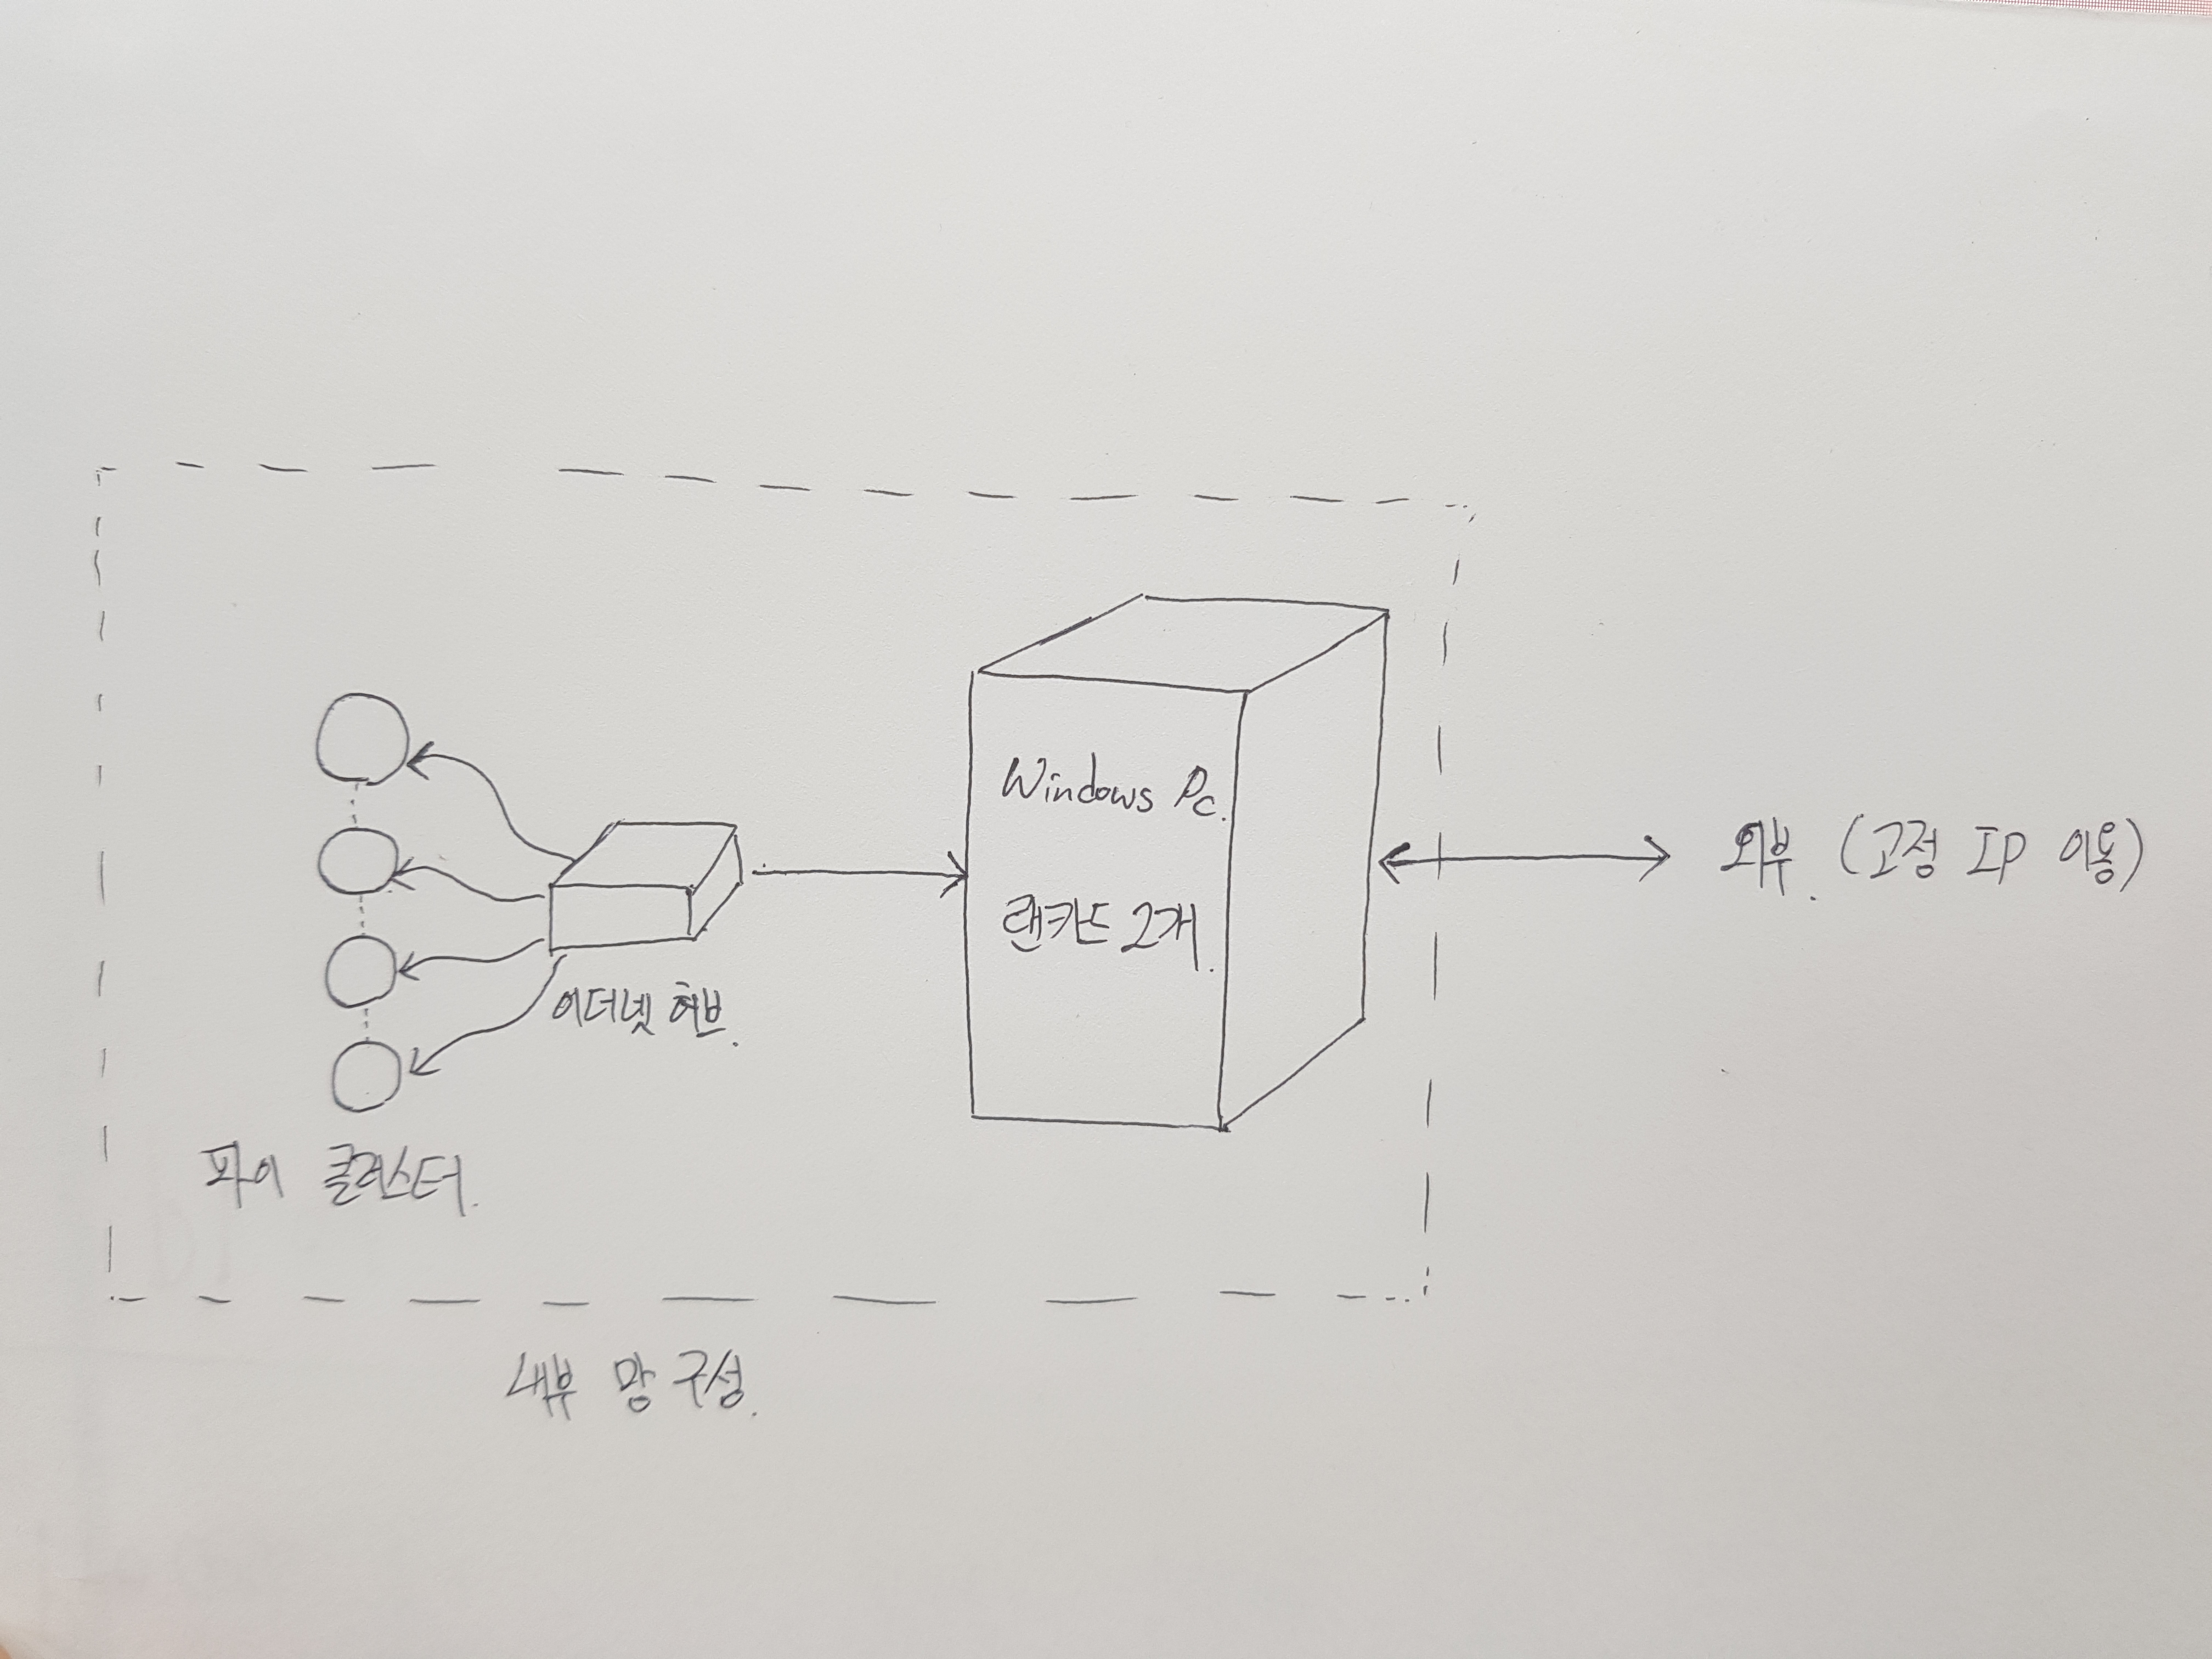 Windows Pc.
랜카드 2개.
외부. (고정 IP 이용)
이더넷 허브.
파이 클러스터.
내부 망 구성.